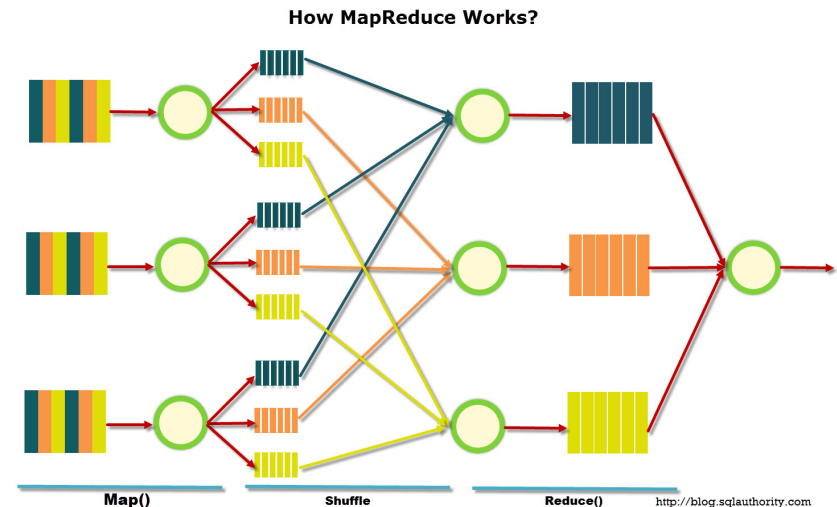 How MapReduce Works?
Map()
Shuffle
Reduce()
http://blog.sqlauthority.com